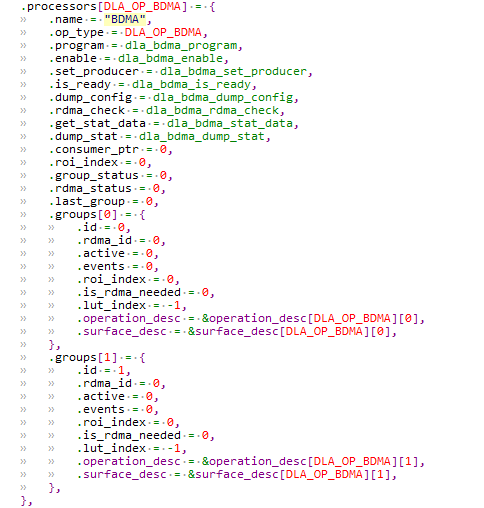 .processors[DLA_OP_BDMA] = {
» .name = "BDMA",
» .op_type = DLA_OP_BDMA,
» .program = dla_bdma_program,
» .enable = dla_bdma_enable,
» .set_producer = dla_bdma_set_producer,
» .is_ready = dla_bdma_is_ready,
» .dump_config = dla_bdma_dump_config,
» .rdma_check = dla_bdma_rdma_check,
» .get_stat_data = dla_bdma_stat_data,
» .dump_stat = dla_bdma_dump_stat,
» .consumer_ptr = 0,
» .roi_index = 0,
» .group_status = 0,
» .rdma_status = 0,
» .last_group = 0,
» .groups[0] = {
» » .id = 0,
» » .rdma_id = 0,
» » .active = 0,
» » .events = 0,
» » .roi_index = 0,
» » .is_rdma_needed = 0,
» » .lut_index = -1,
» » .operation_desc = &operation_desc[DLA_OP_BDMA][0],
» » .surface_desc = &surface_desc[DLA_OP_BDMA][0],
» },
» .groups[1] = {
» » .id = 1,
» » .rdma_id = 0,
» » .active = 0,
» » .events = 0,
» » .roi_index = 0,
» » .is_rdma_needed = 0,
» » .lut_index = -1,
» » .operation_desc = &operation_desc[DLA_OP_BDMA][1],
» » .surface_desc = &surface_desc[DLA_OP_BDMA][1],
» },
},